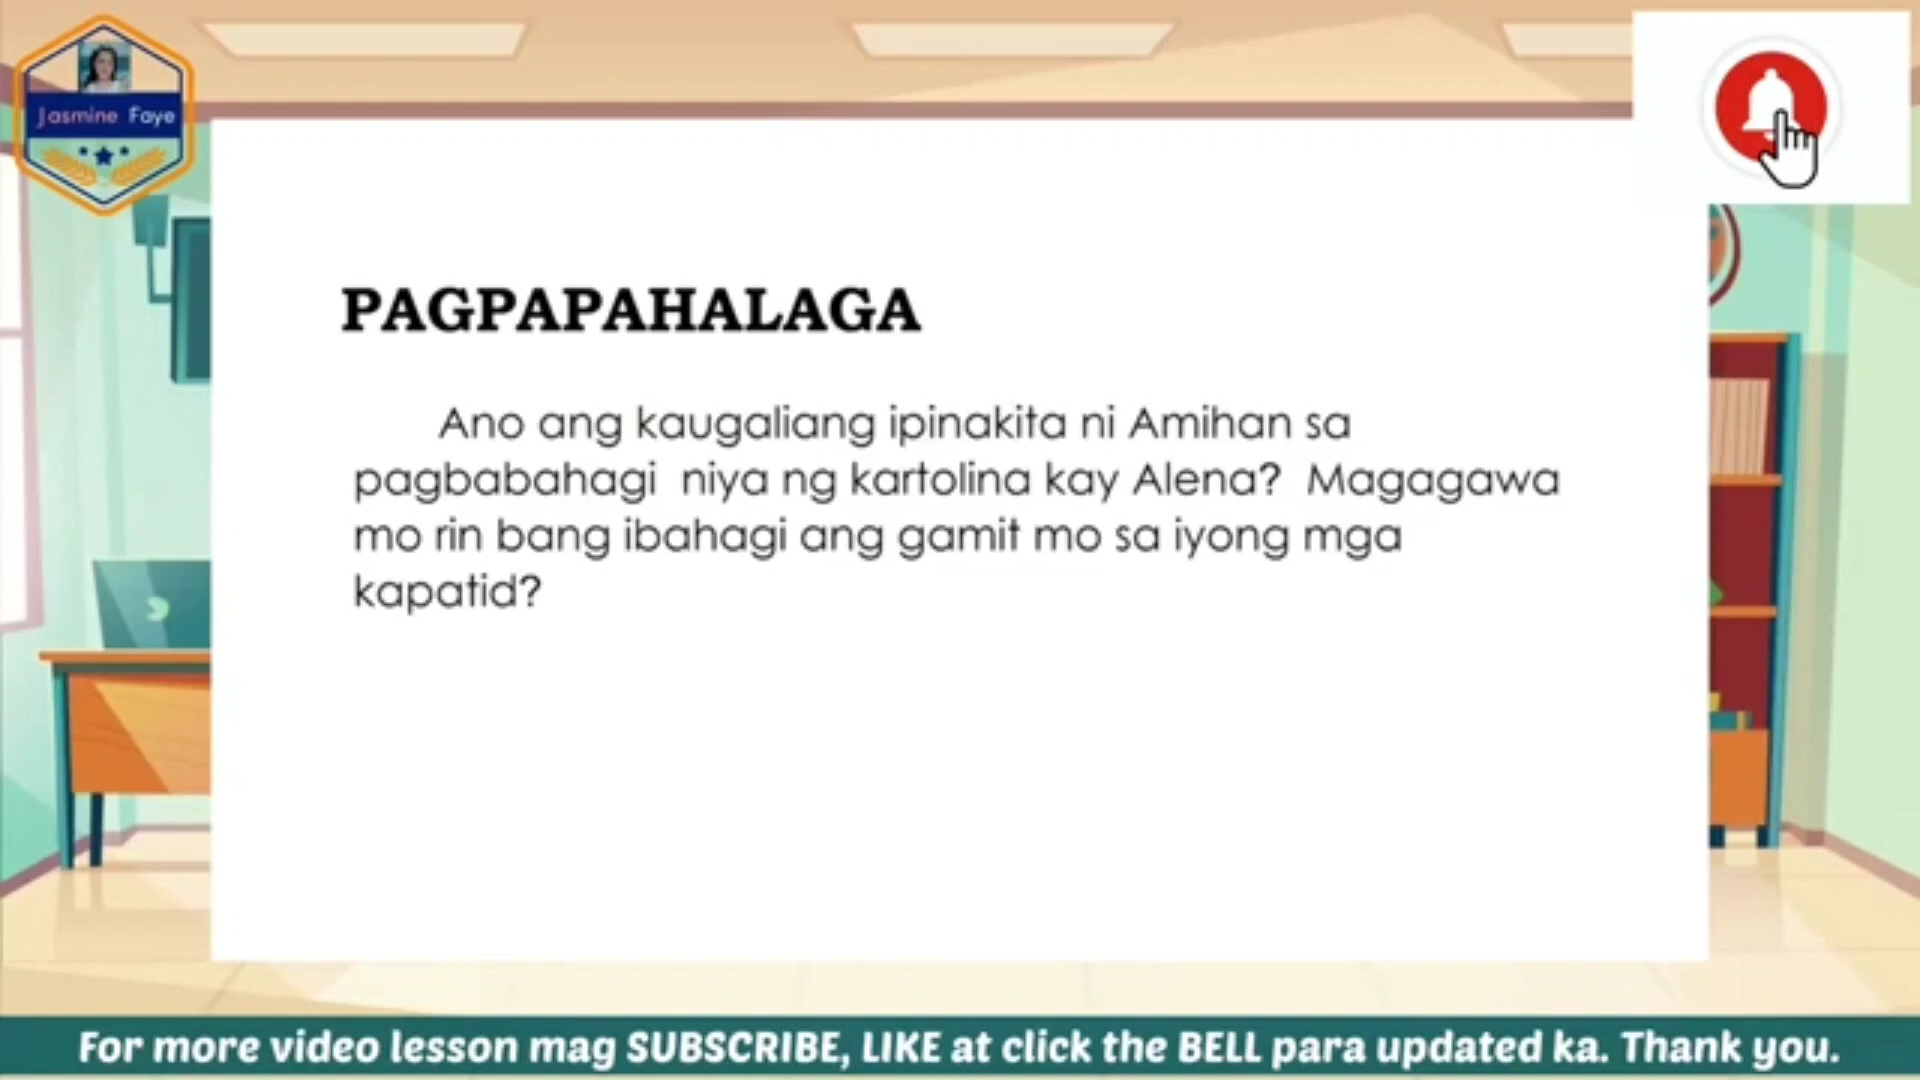 Jasmine Faye
PAGPAPAHALAGA
Ano ang kaugaliang ipinakita ni Amihan sa
pagbabahagi niya ng kartolina kay Alena? Magagawa
mo rin bang ibahagi ang gamit mo sa iyong mga
kapatid?
For more video lesson mag SUBSCRIBE, LIKE at click the BELL para updated ka. Thank you.